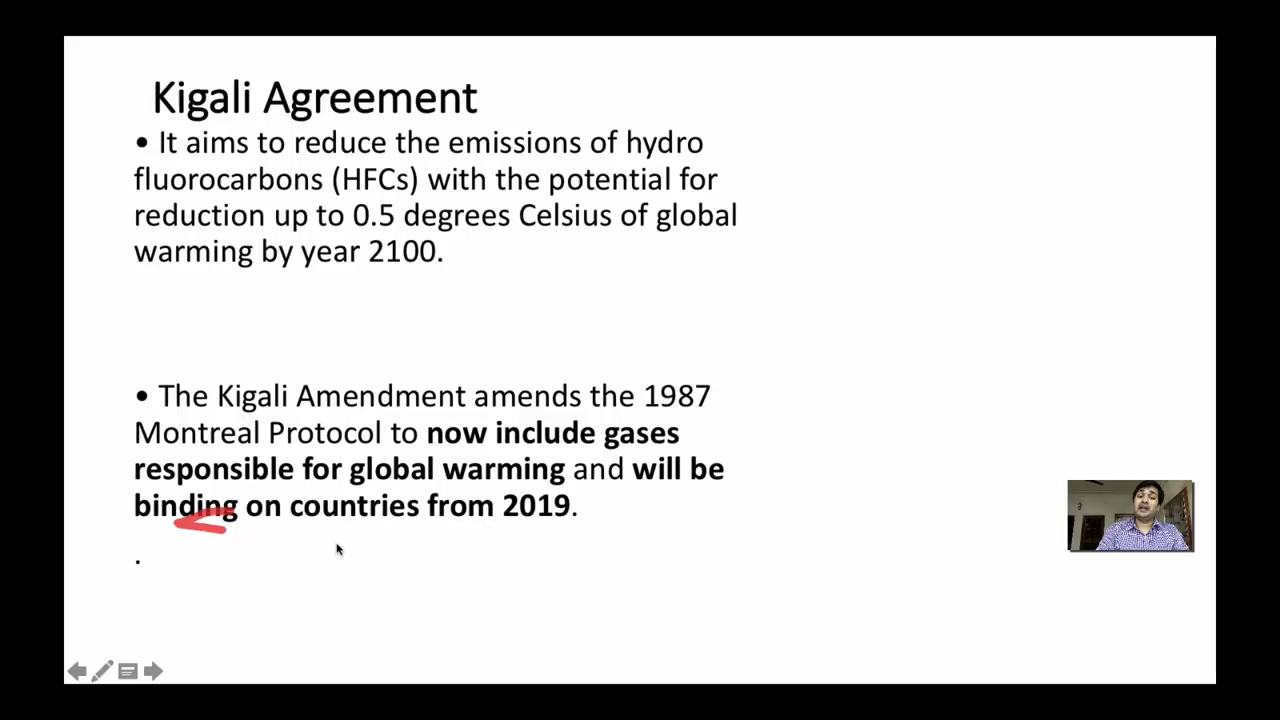 Kigali Agreement
• It aims to reduce the emissions of hydro
fluorocarbons (HFCs) with the potential for
reduction up to 0.5 degrees Celsius of global
warming by year 2100.
• The Kigali Amendment amends the 1987
Montreal Protocol to now include gases
responsible for global warming and will be
binding on countries from 2019.
.